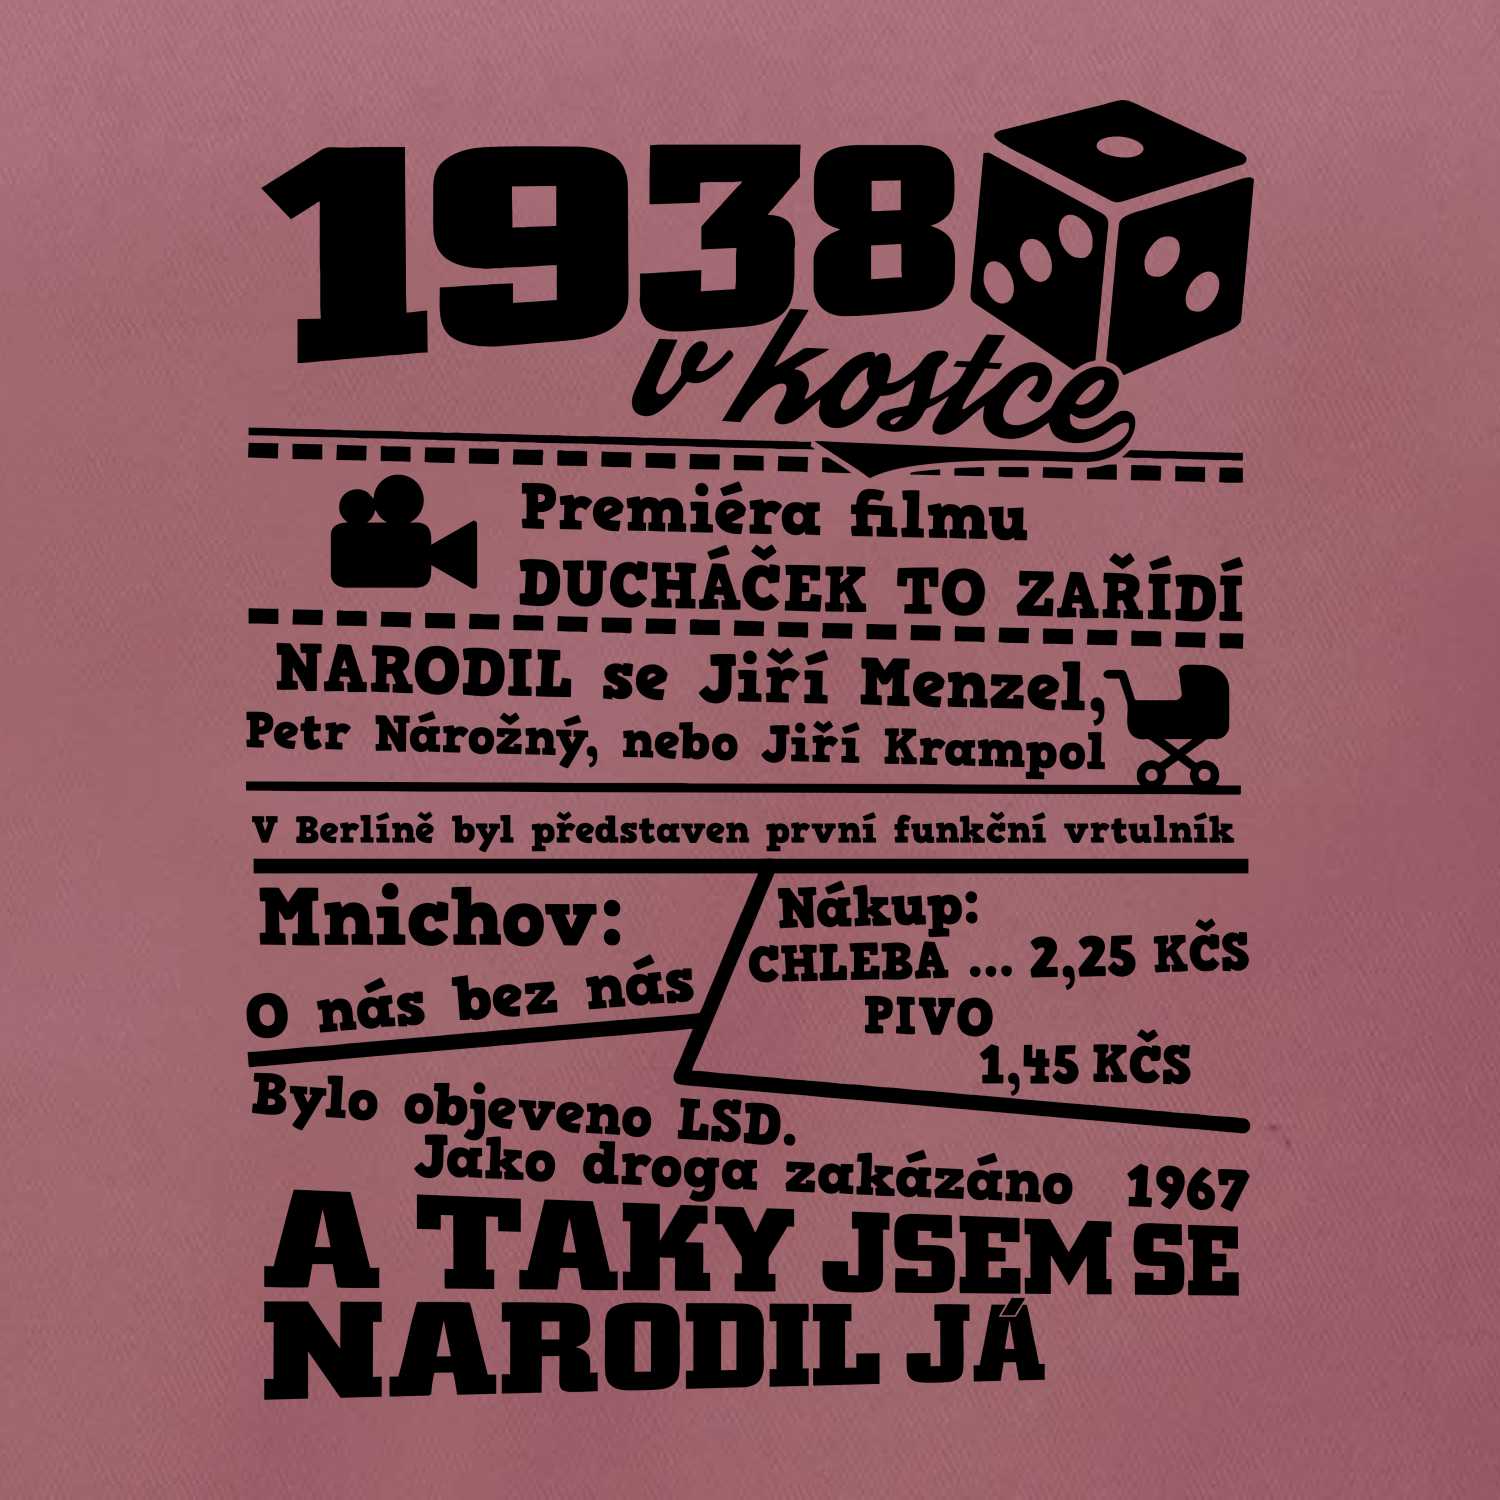 1938
v kostce
Premiéra filmu
DUCHÁČEK TO ZAŘÍDÍ
NARODIL se Jiří Menzel,
Petr Nárožný, nebo Jiří Krampol
V Berlíně byl představen první funkční vrtulník
Mnichov:
O nás bez nás
Nákup:
CHLEBA ... 2,25 KČS
PIVO
1,45 KČS
Bylo objeveno LSD.
Jako droga zakázáno 1967
A TAKY JSEM SE
NARODIL JÁ